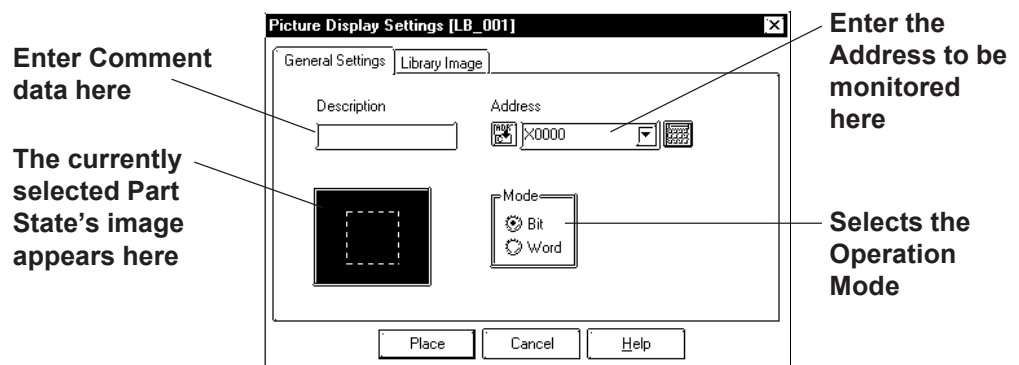 Picture Display Settings [LB_001]
General Settings
Library Image
Enter Comment
data here
Enter the
Address to be
monitored
here
Description
Address
X0000
The currently
selected Part
State's image
appears here
Mode
Bit
Word
Selects the
Operation
Mode
Place
Cancel
Help